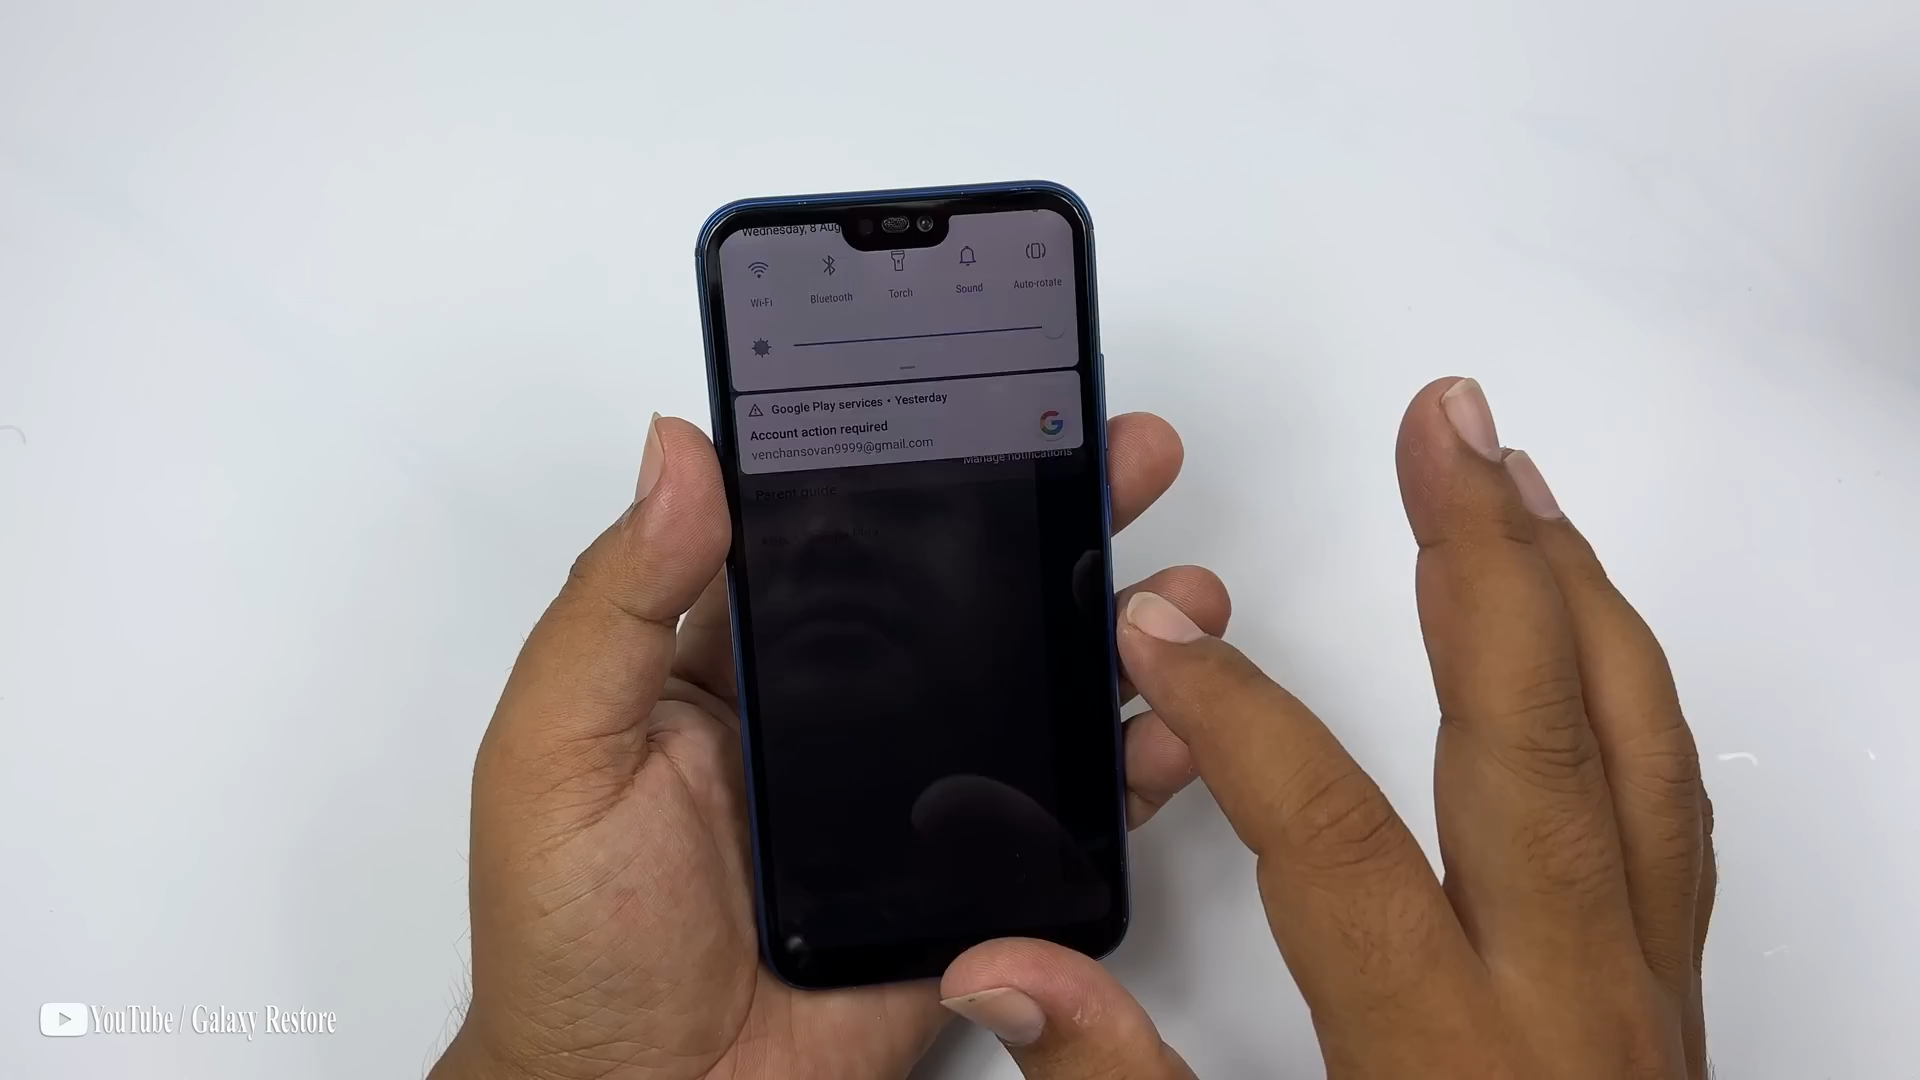 Wednesday, 8 Aug
Wi-Fi
Bluetooth
Torch
Sound
Auto-rotate
Google Play services • Yesterday
Account action required
venchansovan9999@gmail.com
Manage notifications
Parent guide
YouTube / Galaxy Restore